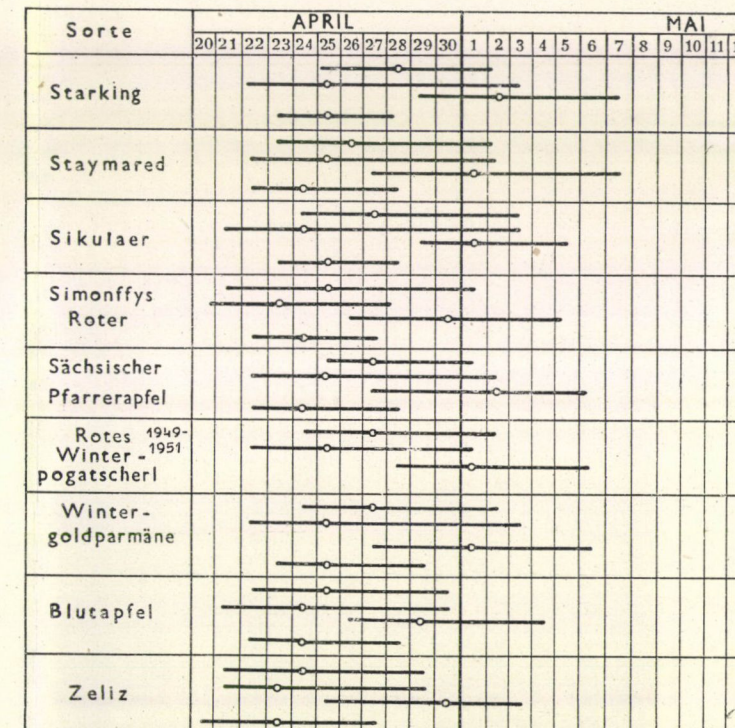 Sorte
APRIL
MAI
20 21 22 23 24 25 26 27 28 29 30 1 2 3 4 5 6 7 8 9 10 11
Starking
Staymared
Sikulaer
Simonffys
Roter
Sächsischer
Pfarrerapfel
Rotes 1949-
Winter- 1951
pogatscherl
Winter-
goldparmäne
Blutapfel
Zeliz